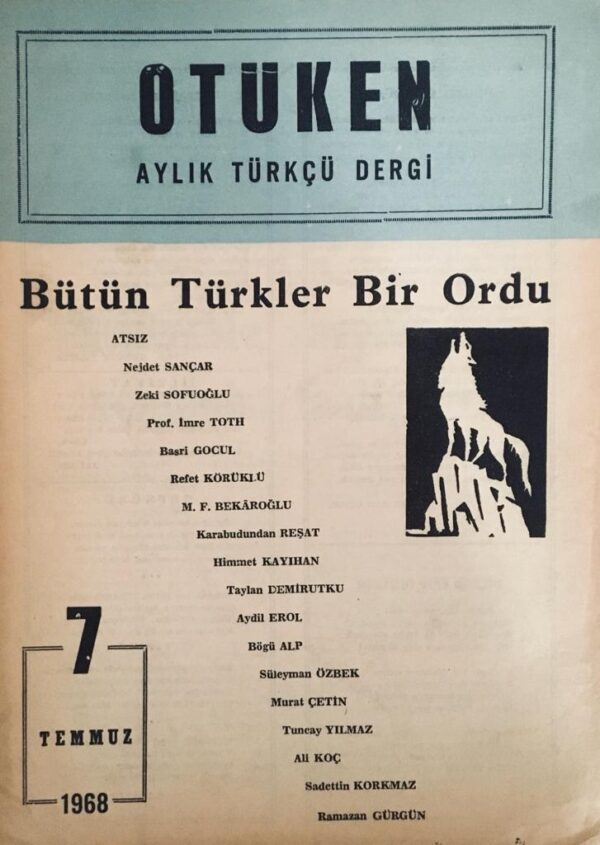 ÖTÜKEN
AYLIK TÜRKÇÜ DERGİ
Bütün Türkler Bir Ordu
ATSIZ
Nejdet SANÇAR
Zeki SOFUOĞLU
Prof. İmre TOTH
Basri GOCUL
Refet KÖRÜKLÜ
M. F. BEKÂROĞLU
Karabudundan REŞAT
Himmet KAYIHAN
Taylan DEMİRUTKU
Aydil EROL
Bögü ALP
Süleyman ÖZBEK
Murat ÇETİN
Tuncay YILMAZ
Ali KOÇ
Sadettin KORKMAZ
Ramazan GÜRGÜN
7
TEMMUZ
1968